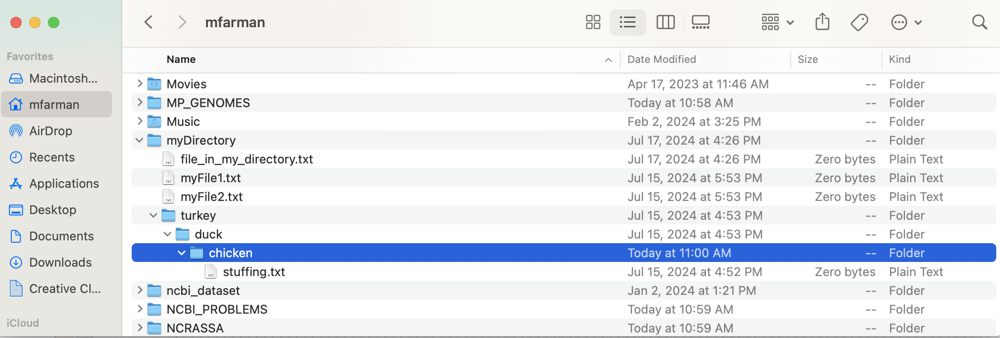 mfarman
Favorites
Macintosh...
mfarman
AirDrop
Recents
Applications
Desktop
Documents
Downloads
Creative Cl...
iCloud
Name Date Modified Size Kind
Movies Apr 17, 2023 at 11:46 AM -- Folder
MP_GENOMES Today at 10:58 AM -- Folder
Music Feb 2, 2024 at 3:25 PM -- Folder
myDirectory Jul 17, 2024 at 4:26 PM -- Folder
file_in_my_directory.txt Jul 17, 2024 at 4:26 PM Zero bytes Plain Text
myFile1.txt Jul 15, 2024 at 5:53 PM Zero bytes Plain Text
myFile2.txt Jul 15, 2024 at 5:53 PM Zero bytes Plain Text
turkey Jul 15, 2024 at 4:53 PM -- Folder
duck Jul 15, 2024 at 4:53 PM -- Folder
chicken Today at 11:00 AM -- Folder
stuffing.txt Jul 15, 2024 at 4:52 PM Zero bytes Plain Text
ncbi_dataset Jan 2, 2024 at 1:21 PM -- Folder
NCBI_PROBLEMS Today at 10:59 AM -- Folder
NCRASSA Today at 10:59 AM -- Folder